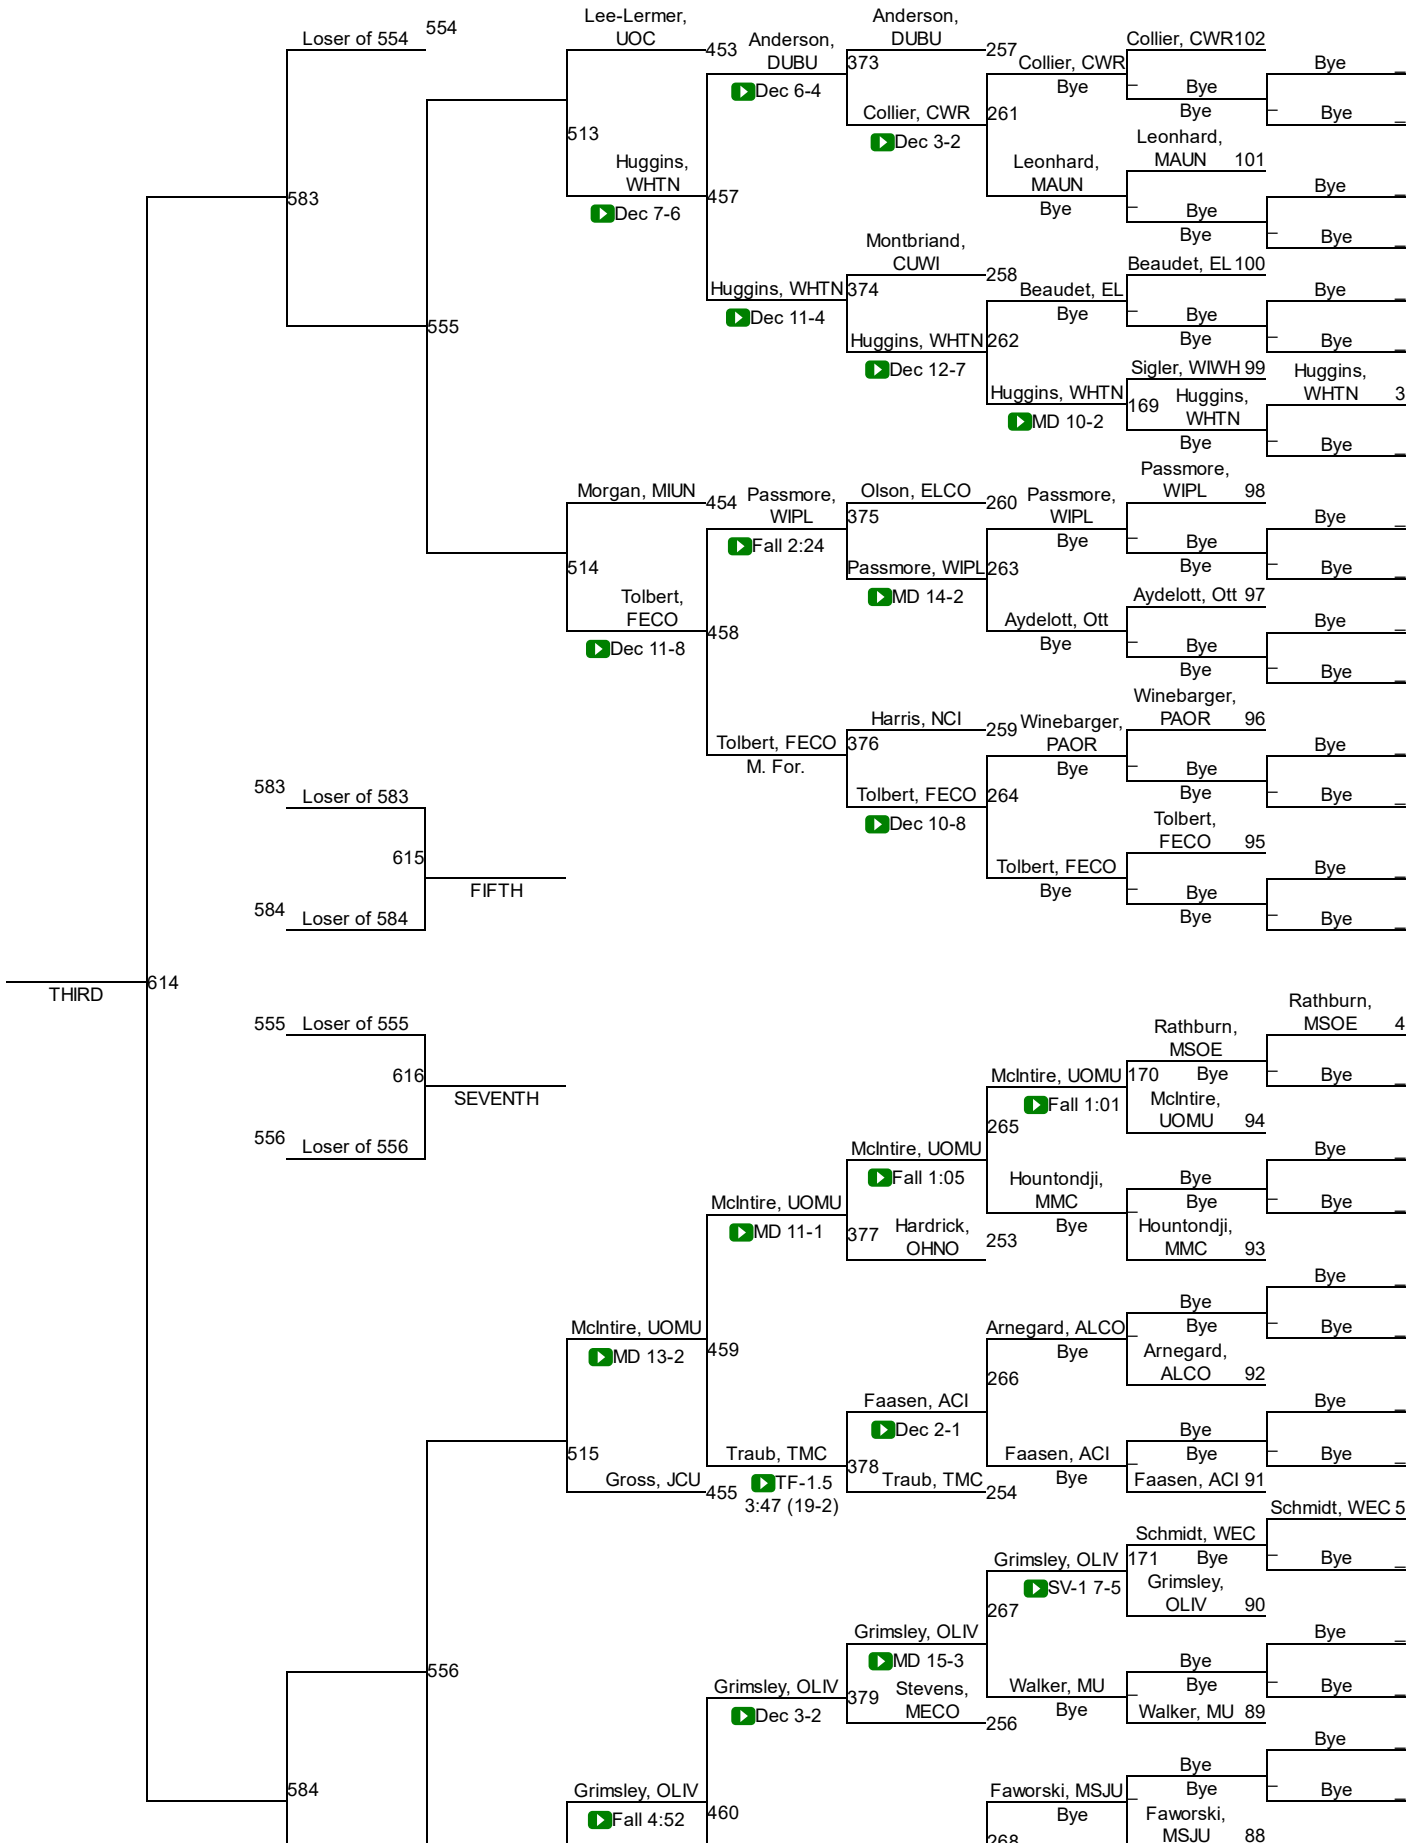 Lee-Lermer,
UOC
Anderson,
DUBU
554
Loser of 554
453
Anderson,
DUBU
373
257
Collier, CWR 102
Collier, CWR
Bye
Bye
Dec 6-4
Bye
Bye
Collier, CWR
261
Bye
513
Dec 3-2
Leonhard,
MAUN 101
Huggins,
WHTN
Leonhard,
MAUN
Bye
583
457
Bye
Bye
Dec 7-6
Bye
Bye
Montbriand,
CUWI
Beaudet, EL 100
258
Huggins, WHTN
374
Beaudet, EL
Bye
Dec 11-4
Bye
Bye
555
Huggins, WHTN
262
Bye
Bye
Dec 12-7
Sigler, WIWH 99
Huggins,
WHTN 3
Huggins, WHTN
169
Huggins,
WHTN
MD 10-2
Bye
Bye
Passmore,
WIPL 98
Morgan, MIUN
454
Passmore,
WIPL
Olson, ELCO
260
Passmore,
WIPL
375
Bye
Fall 2:24
Bye
Bye
514
Passmore, WIPL
263
Bye
Bye
Tolbert,
FECO
MD 14-2
Aydelott, Ott 97
Aydelott, Ott
Bye
458
Bye
Bye
Dec 11-8
Bye
Bye
Winebarger,
PAOR 96
Harris, NCI
259
Winebarger,
PAOR
Tolbert, FECO
376
Bye
M. For.
Bye
Bye
583
Loser of 583
Tolbert, FECO
264
Bye
Bye
Dec 10-8
Tolbert,
FECO 95
615
Tolbert, FECO
Bye
FIFTH
Bye
Bye
584
Loser of 584
Bye
Bye
614
THIRD
Rathburn,
MSOE 4
555
Loser of 555
Rathburn,
MSOE
616
McIntire, UOMU
170
Bye
Bye
SEVENTH
Fall 1:01
McIntire,
UOMU 94
556
Loser of 556
265
McIntire, UOMU
Bye
Fall 1:05
Hountondji,
MMC
Bye
Bye
Bye
McIntire, UOMU
MD 11-1
377
Hardrick,
OHNO
253
Bye
Hountondji,
MMC 93
Bye
Bye
McIntire, UOMU
Arnegard, ALCO
Bye
Bye
MD 13-2
459
Bye
Arnegard,
ALCO 92
266
Faasen, ACI
Bye
Dec 2-1
Bye
515
Traub, TMC
378
Faasen, ACI
Bye
Bye
Gross, JCU
455
TF-1.5
3:47 (19-2)
Traub, TMC
254
Bye
Faasen, ACI 91
Schmidt, WEC 5
Schmidt, WEC
Grimsley, OLIV
171
Bye
Bye
SV-1 7-5
Grimsley,
OLIV 90
267
Grimsley, OLIV
Bye
MD 15-3
Bye
556
Grimsley, OLIV
379
Stevens,
MECO
Walker, MU
Bye
Bye
Dec 3-2
256
Bye
Walker, MU 89
Bye
Bye
584
Grimsley, OLIV
Faworski, MSJU
Bye
Bye
Fall 4:52
460
Bye
Faworski,
MSJU 88
268